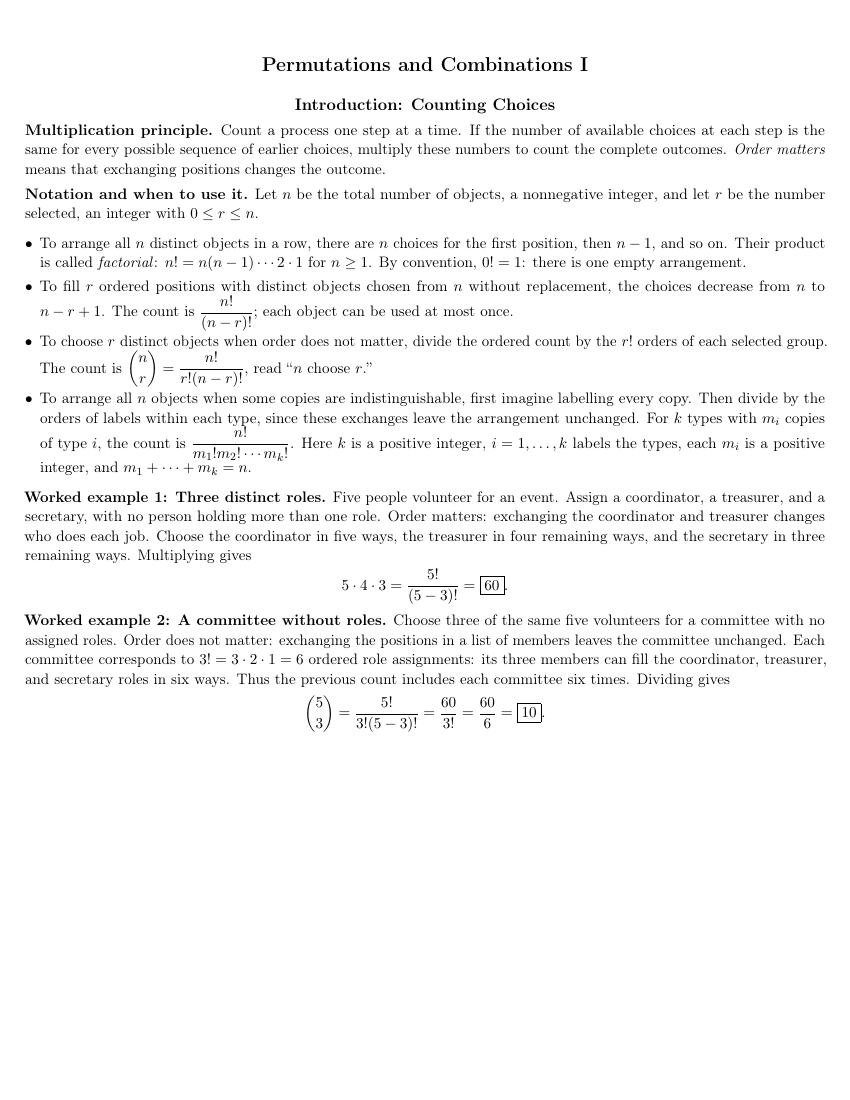 Permutations and Combinations I
Introduction: Counting Choices
Multiplication principle. Count a process one step at a time. If the number of available choices at each step is the
same for every possible sequence of earlier choices, multiply these numbers to count the complete outcomes. Order matters
means that exchanging positions changes the outcome.
Notation and when to use it. Let n be the total number of objects, a nonnegative integer, and let r be the number
selected, an integer with 0 ≤ r ≤ n.
• To arrange all n distinct objects in a row, there are n choices for the first position, then n − 1, and so on. Their product
is called factorial: n! = n(n − 1) · · · 2 · 1 for n ≥ 1. By convention, 0! = 1: there is one empty arrangement.
• To fill r ordered positions with distinct objects chosen from n without replacement, the choices decrease from n to
n − r + 1. The count is \frac{n!}{(n − r)!}; each object can be used at most once.
• To choose r distinct objects when order does not matter, divide the ordered count by the r! orders of each selected group.
The count is \binom{n}{r} = \frac{n!}{r!(n − r)!}, read “n choose r.”
• To arrange all n objects when some copies are indistinguishable, first imagine labelling every copy. Then divide by the
orders of labels within each type, since these exchanges leave the arrangement unchanged. For k types with m_i copies
of type i, the count is \frac{n!}{m_1!m_2! · · · m_k!}. Here k is a positive integer, i = 1, . . . , k labels the types, each m_i is a positive
integer, and m_1 + · · · + m_k = n.
Worked example 1: Three distinct roles. Five people volunteer for an event. Assign a coordinator, a treasurer, and a
secretary, with no person holding more than one role. Order matters: exchanging the coordinator and treasurer changes
who does each job. Choose the coordinator in five ways, the treasurer in four remaining ways, and the secretary in three
remaining ways. Multiplying gives
5 · 4 · 3 = \frac{5!}{(5 − 3)!} = \boxed{60}.
Worked example 2: A committee without roles. Choose three of the same five volunteers for a committee with no
assigned roles. Order does not matter: exchanging the positions in a list of members leaves the committee unchanged. Each
committee corresponds to 3! = 3 · 2 · 1 = 6 ordered role assignments: its three members can fill the coordinator, treasurer,
and secretary roles in six ways. Thus the previous count includes each committee six times. Dividing gives
\binom{5}{3} = \frac{5!}{3!(5 − 3)!} = \frac{60}{3!} = \frac{60}{6} = \boxed{10}.